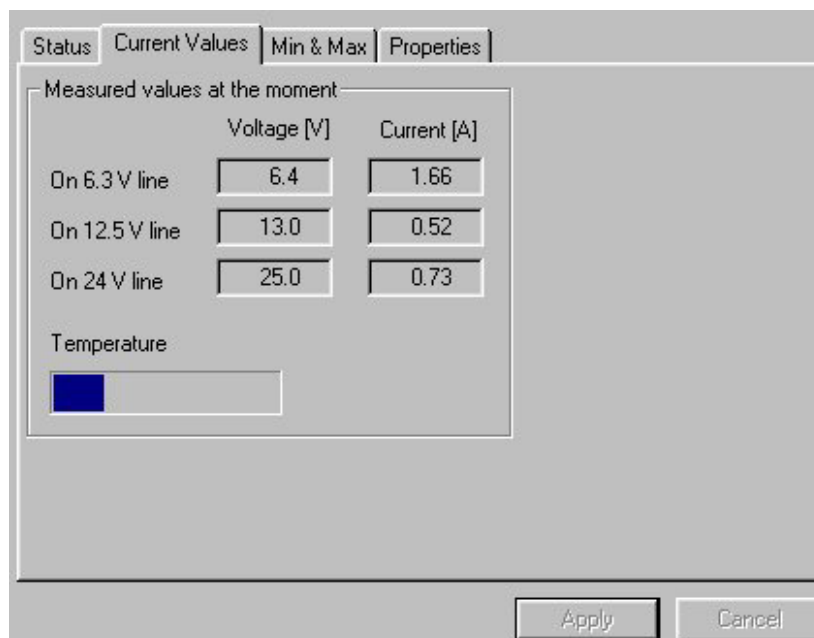 Status Current Values Min & Max Properties
Measured values at the moment
Voltage [V] Current [A]
On 6.3 V line 6.4 1.66
On 12.5 V line 13.0 0.52
On 24 V line 25.0 0.73
Temperature
Apply Cancel